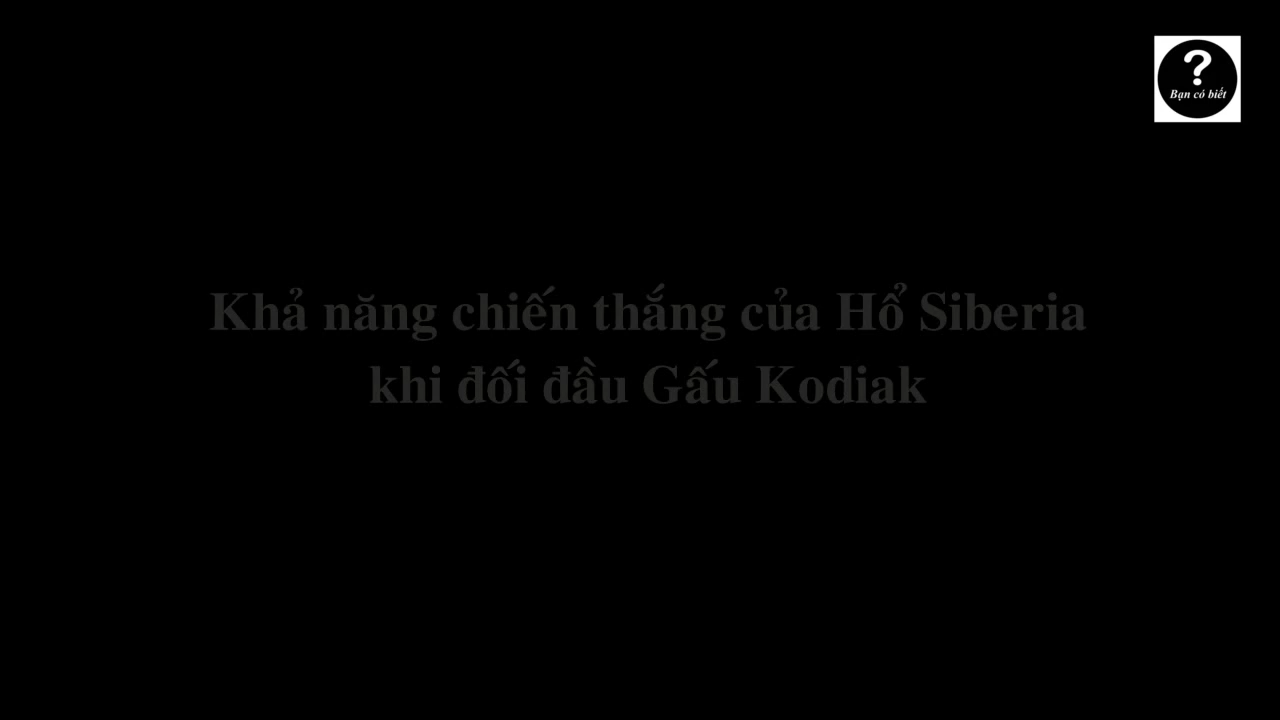 ?
Bạn có biết
Khả năng chiến thắng của Hổ Siberia
khi đối đầu Gấu Kodiak